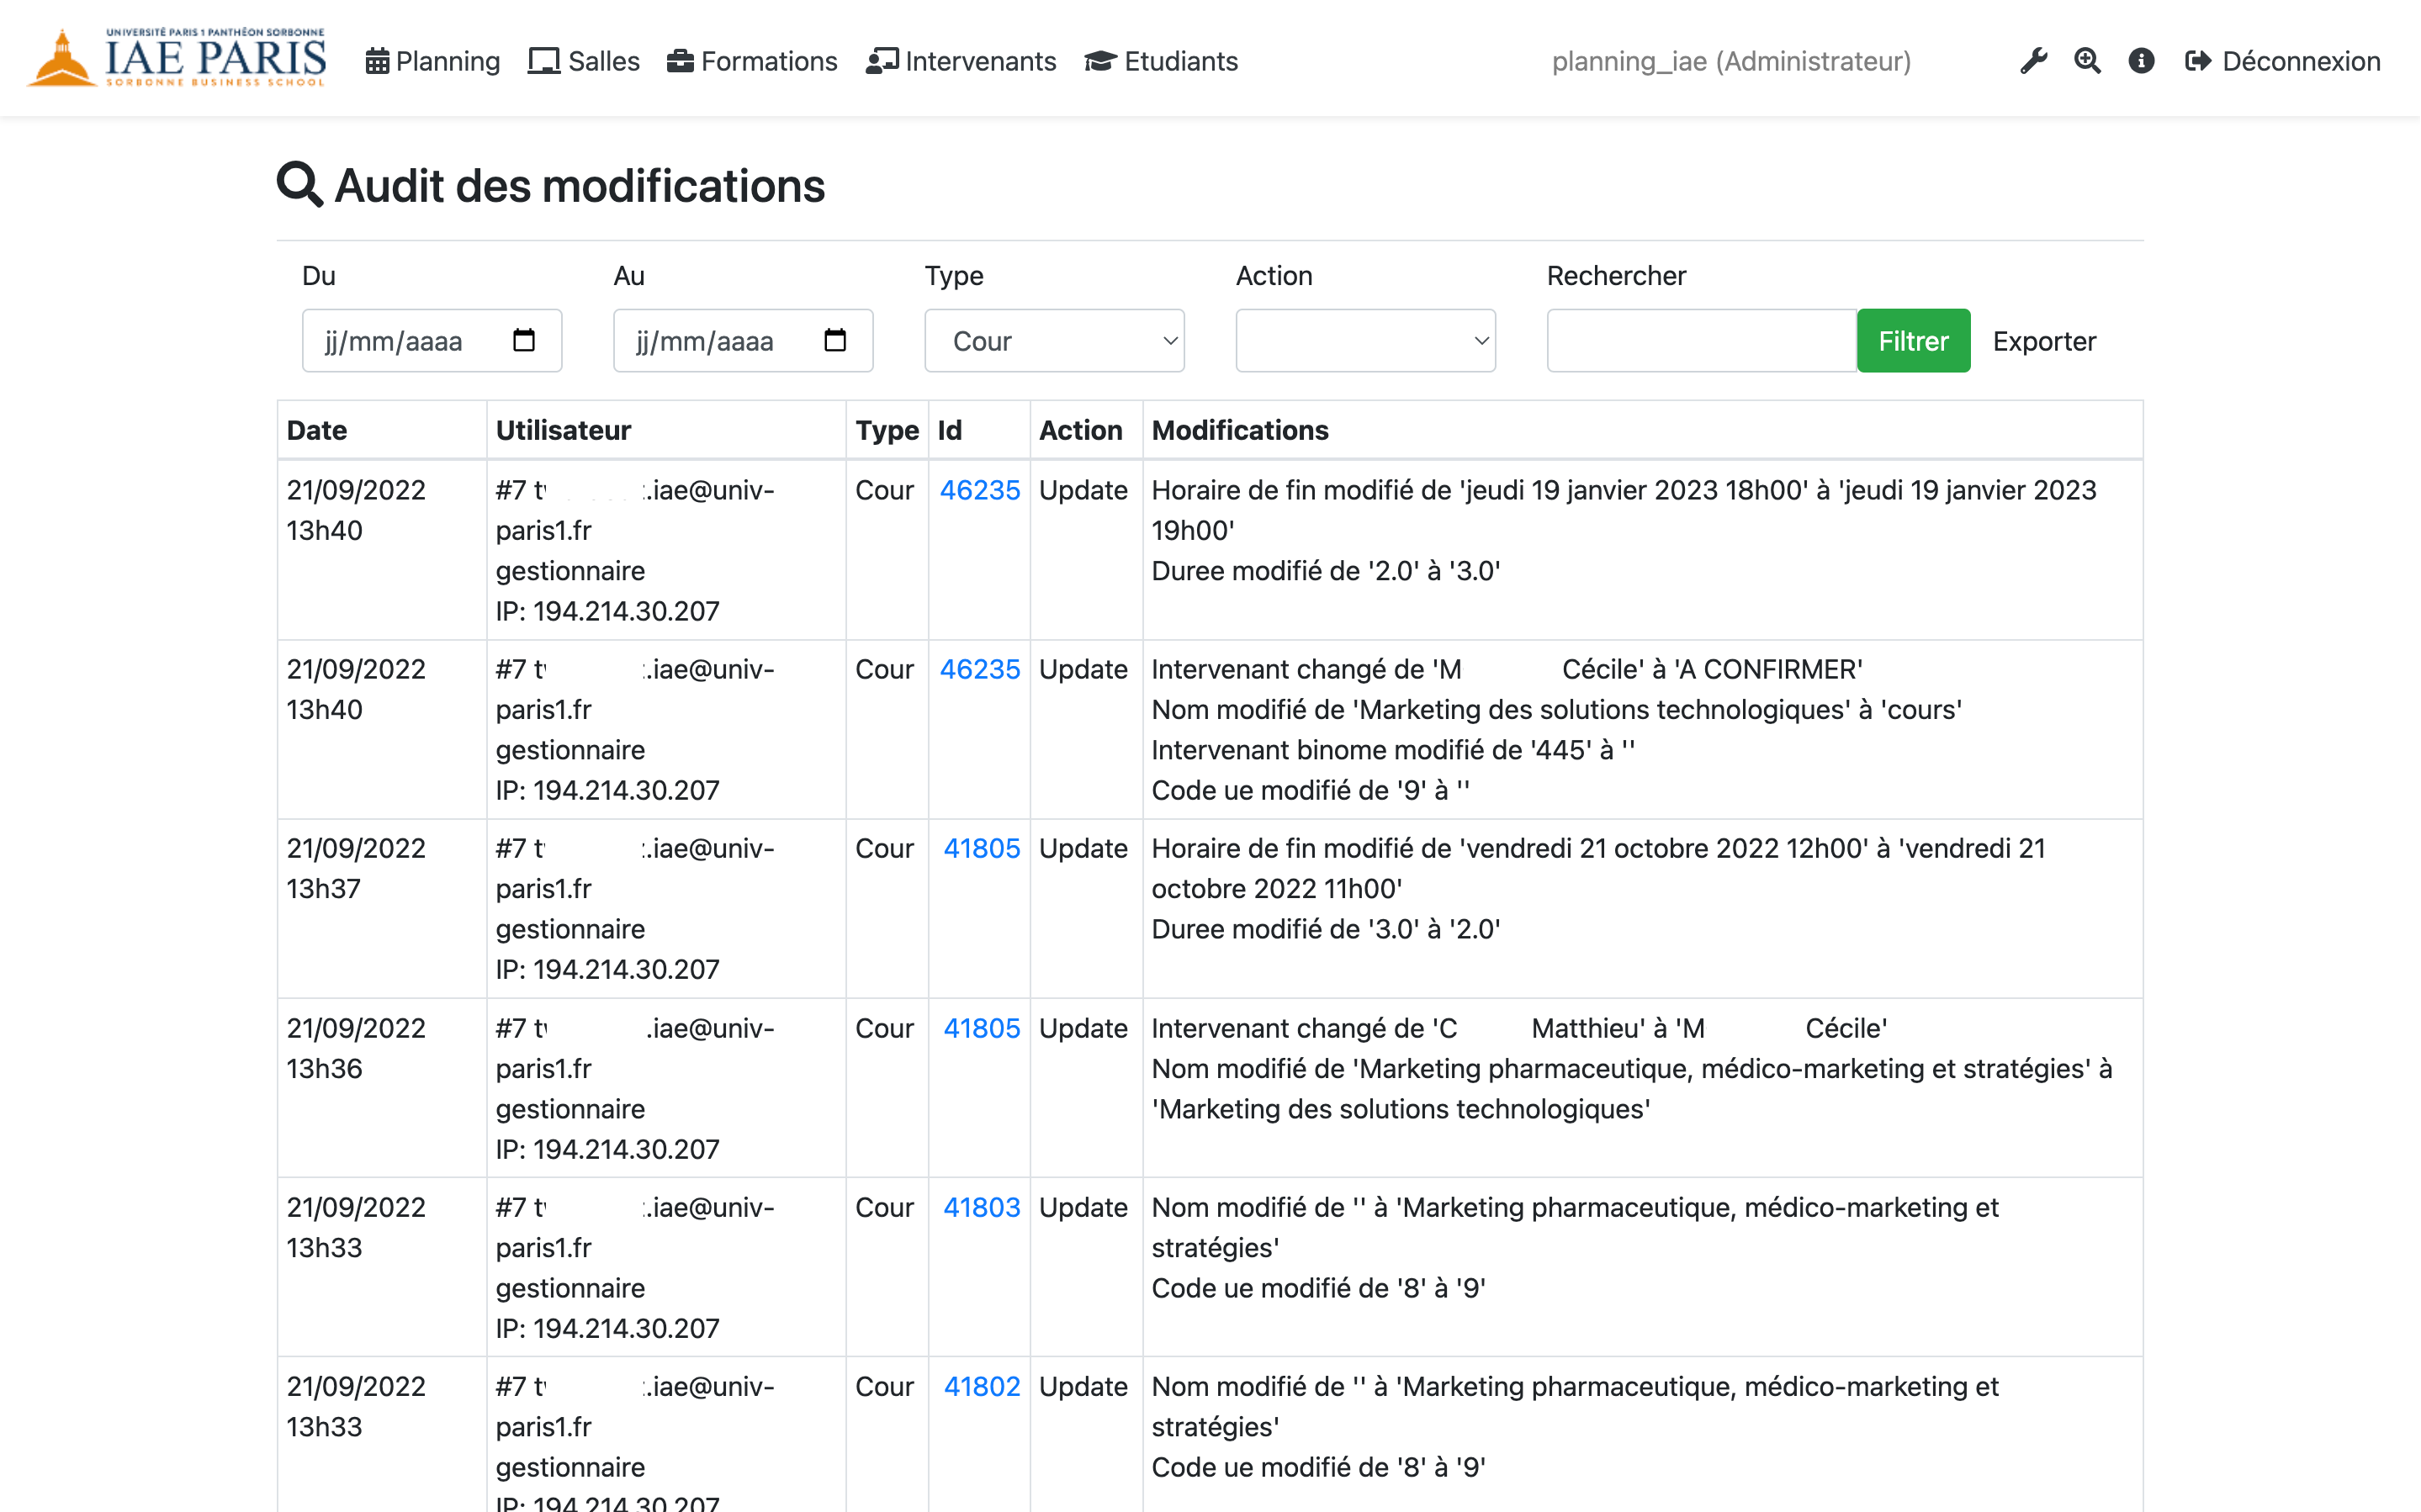 UNIVERSITÉ PARIS 1 PANTHÉON SORBONNE
IAE PARIS
SORBONNE BUSINESS SCHOOL
Planning Salles Formations Intervenants Etudiants planning_iae (Administrateur) Déconnexion
Audit des modifications
Du Au Type Action Rechercher
jj/mm/aaaa jj/mm/aaaa Cour Filtrer Exporter
Date Utilisateur Type Id Action Modifications
21/09/2022 #7 .iae@univ- Cour 46235 Update Horaire de fin modifié de 'jeudi 19 janvier 2023 18h00' à 'jeudi 19 janvier 2023
13h40 paris1.fr 19h00'
gestionnaire Duree modifié de '2.0' à '3.0'
IP: 194.214.30.207
21/09/2022 #7 .iae@univ- Cour 46235 Update Intervenant changé de 'M Cécile' à 'A CONFIRMER'
13h40 paris1.fr Nom modifié de 'Marketing des solutions technologiques' à 'cours'
gestionnaire Intervenant binome modifié de '445' à ''
IP: 194.214.30.207 Code ue modifié de '9' à ''
21/09/2022 #7 .iae@univ- Cour 41805 Update Horaire de fin modifié de 'vendredi 21 octobre 2022 12h00' à 'vendredi 21
13h37 paris1.fr octobre 2022 11h00'
gestionnaire Duree modifié de '3.0' à '2.0'
IP: 194.214.30.207
21/09/2022 #7 .iae@univ- Cour 41805 Update Intervenant changé de 'C Matthieu' à 'M Cécile'
13h36 paris1.fr Nom modifié de 'Marketing pharmaceutique, médico-marketing et stratégies' à
gestionnaire 'Marketing des solutions technologiques'
IP: 194.214.30.207
21/09/2022 #7 .iae@univ- Cour 41803 Update Nom modifié de '' à 'Marketing pharmaceutique, médico-marketing et
13h33 paris1.fr stratégies'
gestionnaire Code ue modifié de '8' à '9'
IP: 194.214.30.207
21/09/2022 #7 .iae@univ- Cour 41802 Update Nom modifié de '' à 'Marketing pharmaceutique, médico-marketing et
13h33 paris1.fr stratégies'
gestionnaire Code ue modifié de '8' à '9'
IP: 194.214.30.207